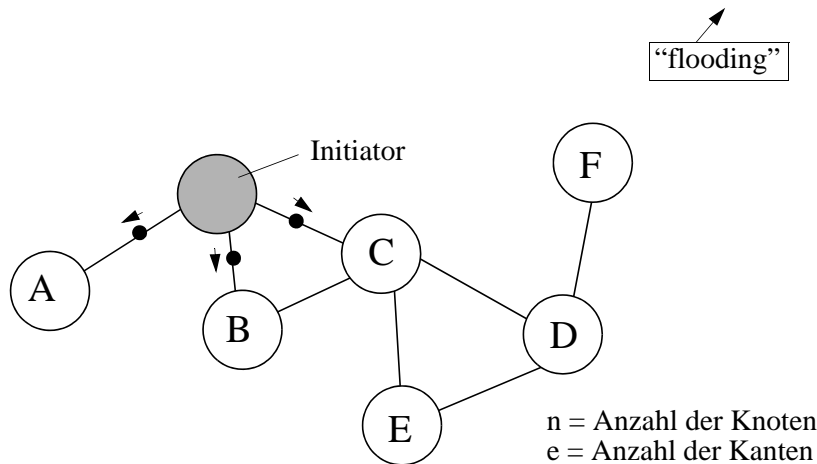 “flooding”
Initiator
F
C
A
B
D
E
n = Anzahl der Knoten
e = Anzahl der Kanten